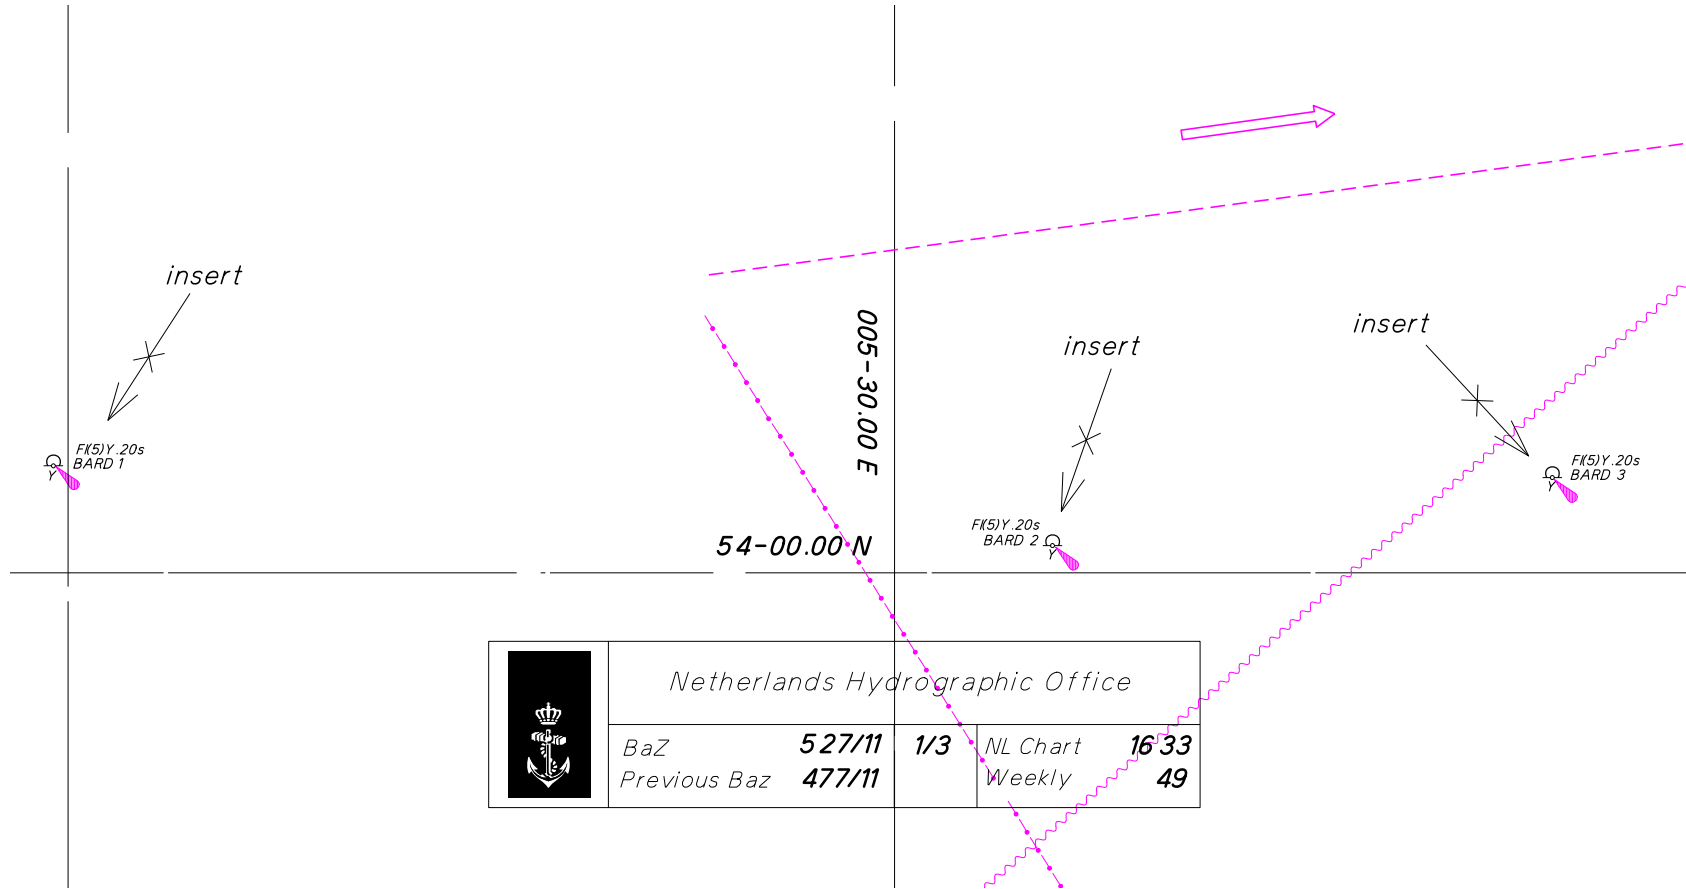 insert
Fl(5)Y.20s
BARD 1
Y
005-30.00 E
insert
Fl(5)Y.20s
BARD 2
Y
insert
Fl(5)Y.20s
BARD 3
Y
54-00.00 N
Netherlands Hydrographic Office
BaZ 527/11 1/3 NL Chart 1633
Previous Baz 477/11 Weekly 49